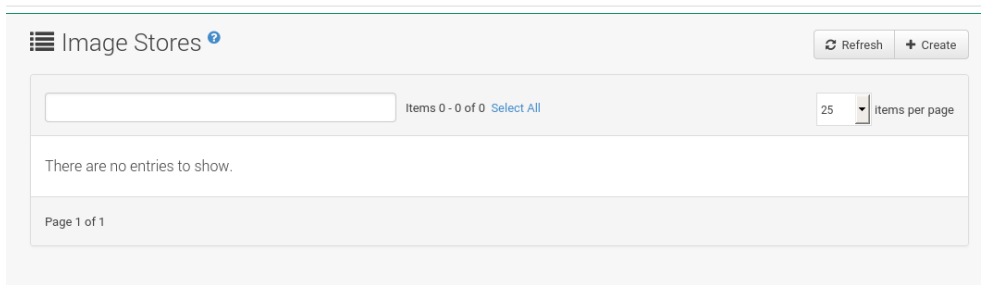 Image Stores ?
Refresh
Create
Items 0 - 0 of 0 Select All
25 items per page
There are no entries to show.
Page 1 of 1